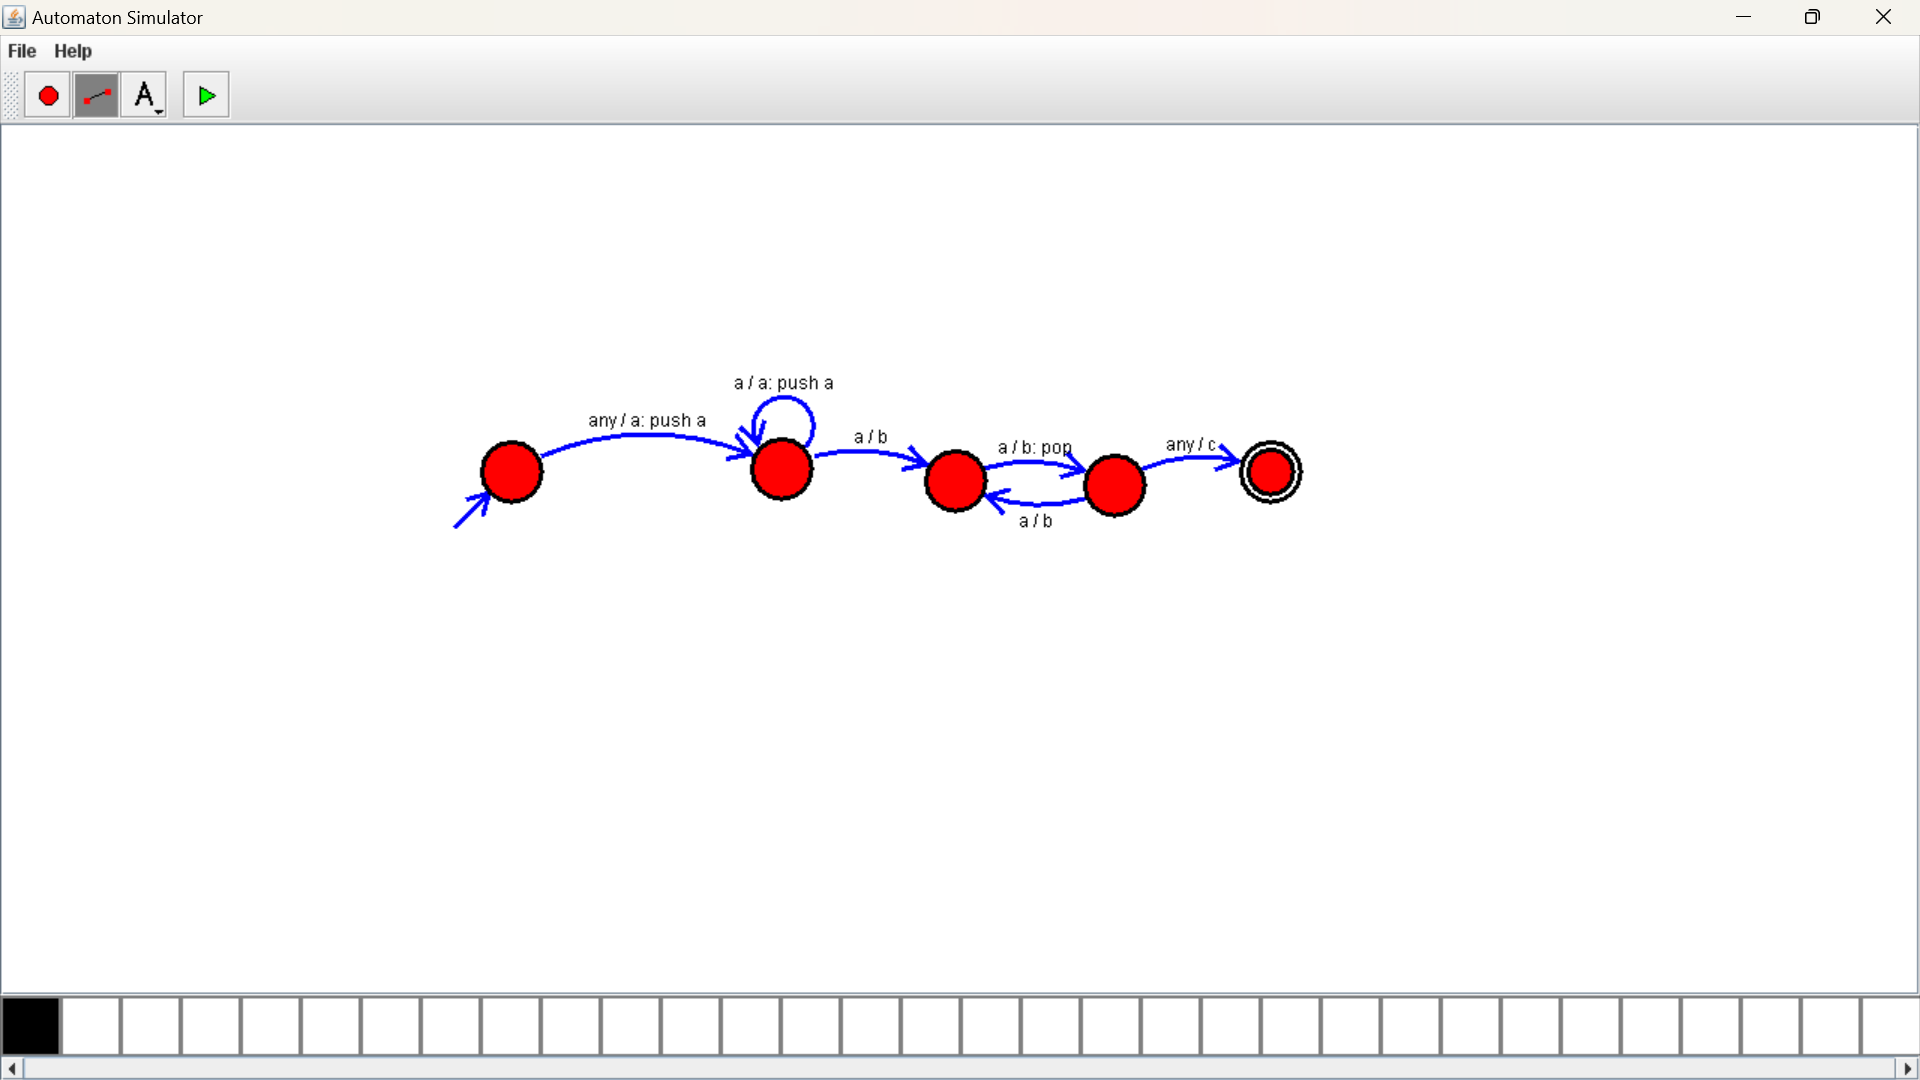 Automaton Simulator
File Help
A
a / a: push a
any / a: push a
a / b
a / b: pop
any / c
a / b